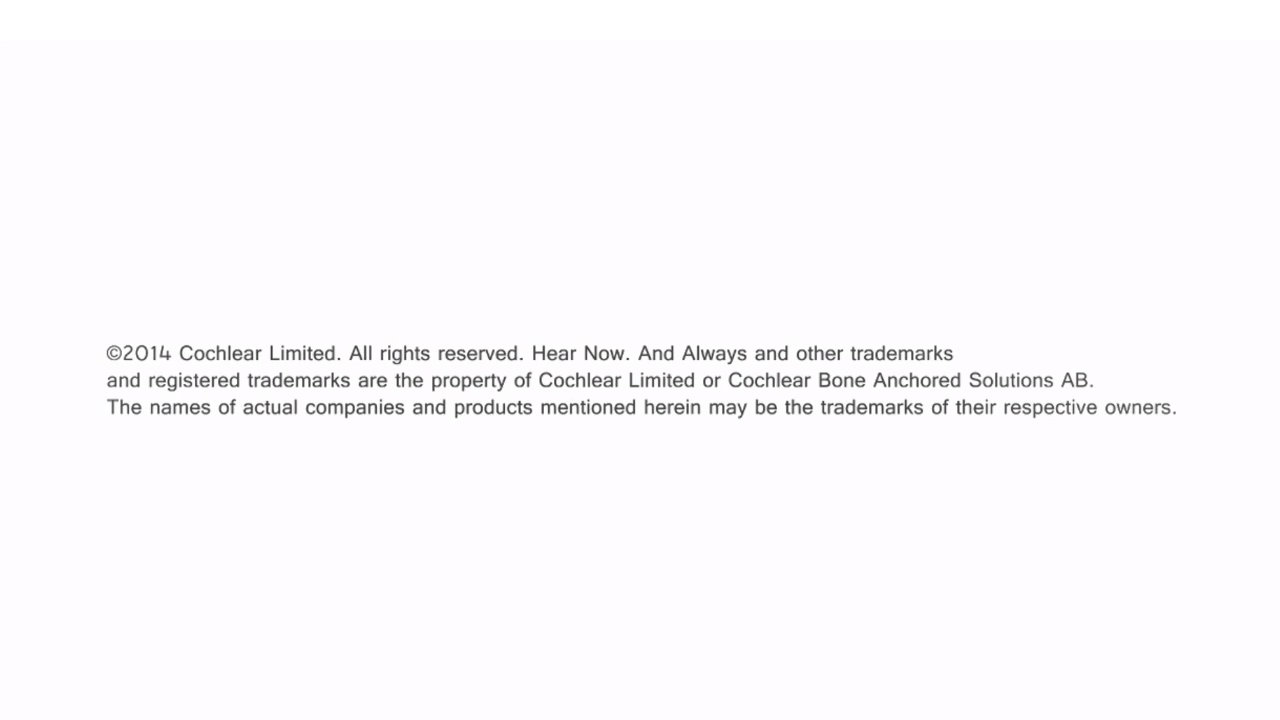 ©2014 Cochlear Limited. All rights reserved. Hear Now. And Always and other trademarks
and registered trademarks are the property of Cochlear Limited or Cochlear Bone Anchored Solutions AB.
The names of actual companies and products mentioned herein may be the trademarks of their respective owners.